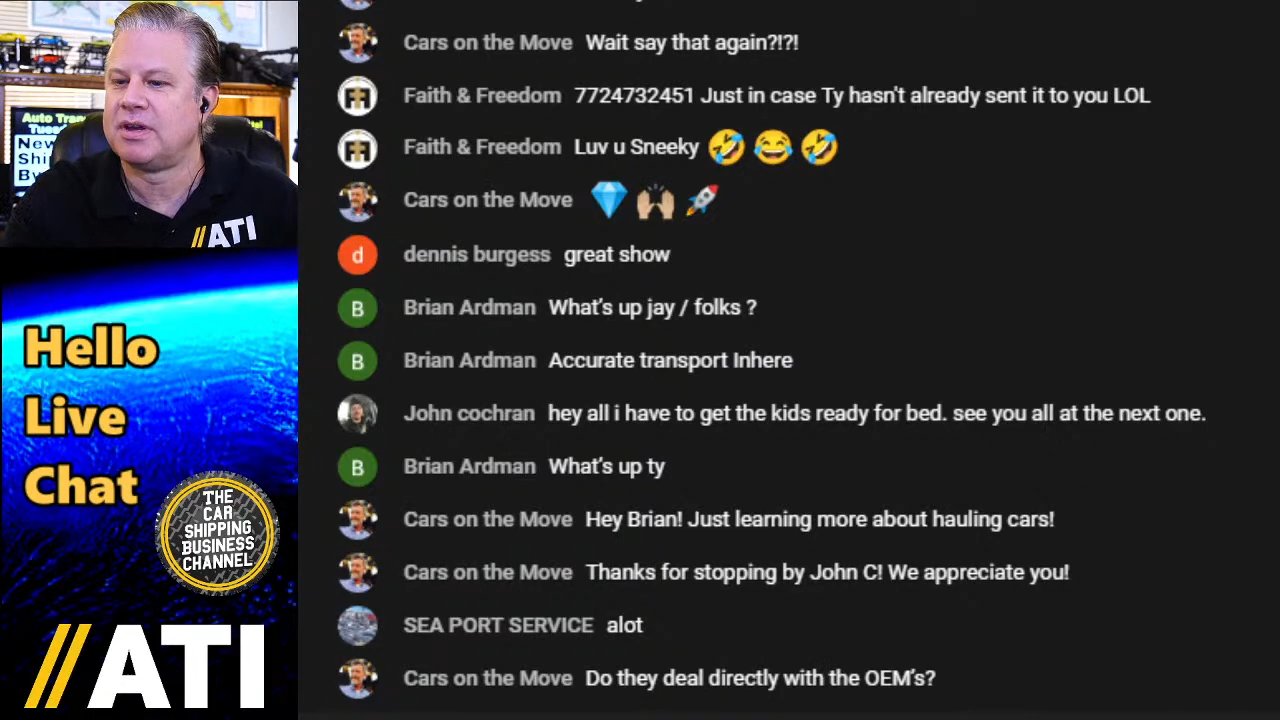 Auto Tran
Tuesd
New
Shi
By
//ATI
Hello
Live
Chat
THE
CAR
SHIPPING
BUSINESS
CHANNEL
//ATI
Cars on the Move Wait say that again?!?!
Faith & Freedom 7724732451 Just in case Ty hasn't already sent it to you LOL
Faith & Freedom Luv u Sneeky 🤣 😂 🤣
Cars on the Move 💎 🙌🏼 🚀
d dennis burgess great show
B Brian Ardman What's up jay / folks ?
B Brian Ardman Accurate transport Inhere
John cochran hey all i have to get the kids ready for bed. see you all at the next one.
B Brian Ardman What's up ty
Cars on the Move Hey Brian! Just learning more about hauling cars!
Cars on the Move Thanks for stopping by John C! We appreciate you!
SEA PORT SERVICE alot
Cars on the Move Do they deal directly with the OEM's?